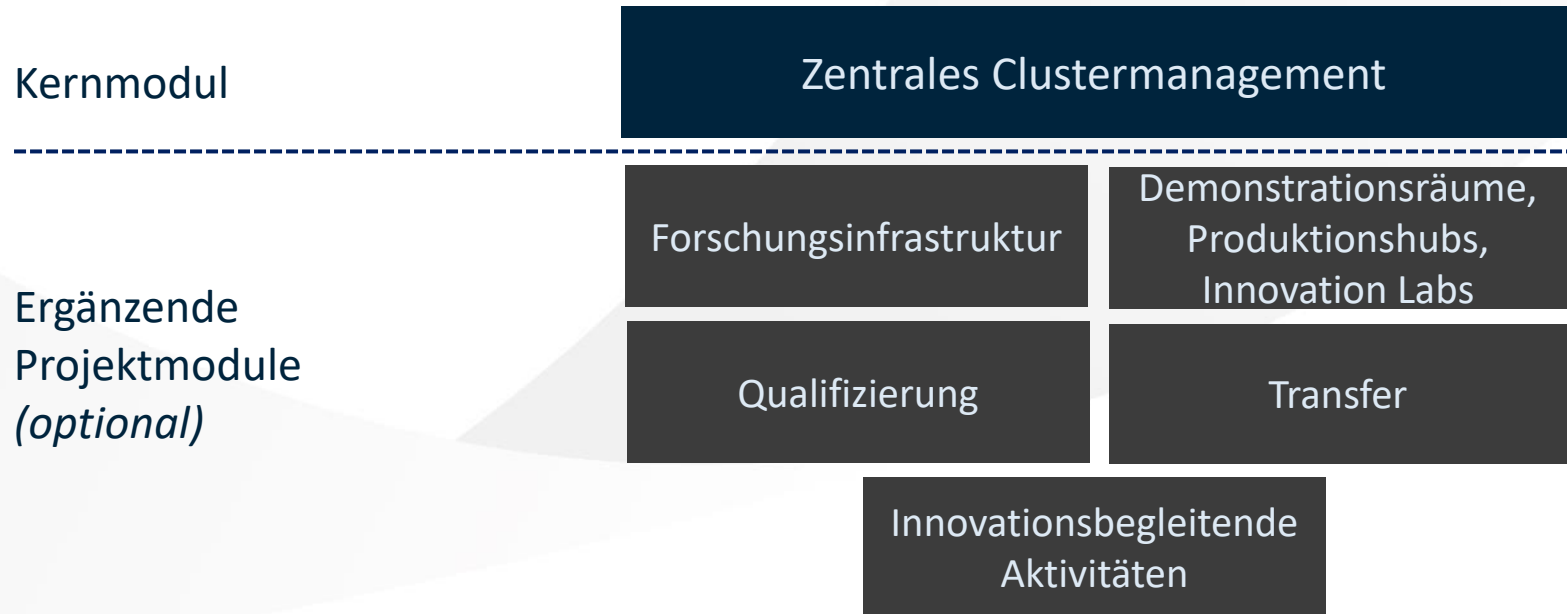 Kernmodul
Zentrales Clustermanagement
Ergänzende
Projektmodule
(optional)
Forschungsinfrastruktur
Demonstrationsräume,
Produktionshubs,
Innovation Labs
Qualifizierung
Transfer
Innovationsbegleitende
Aktivitäten